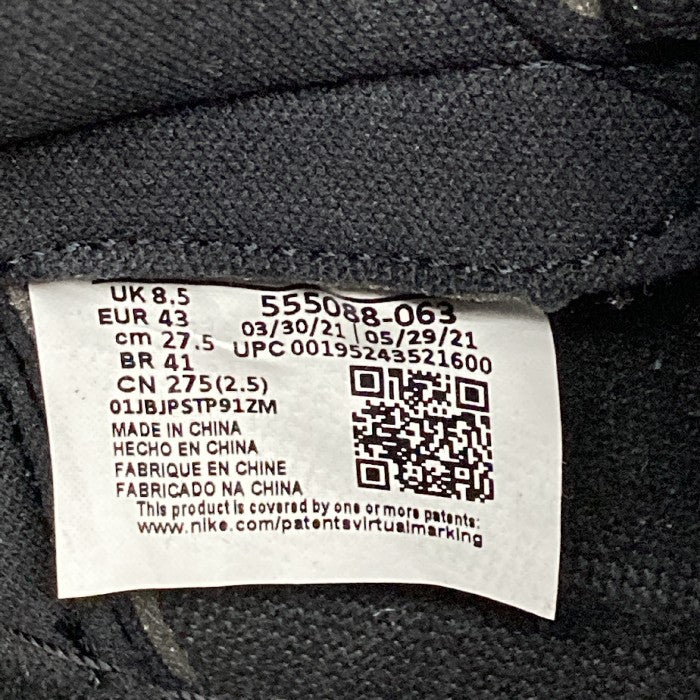 UK 8.5
EUR 43
cm 27.5
BR 41
CN 275(2.5)
01JBJPSTP91ZM
555088-063
03/30/21 | 05/29/21
UPC 00195243521600
MADE IN CHINA
HECHO EN CHINA
FABRIQUE EN CHINE
FABRICADO NA CHINA
This product is covered by one or more patents:
www.nike.com/patentsvirtualmarking